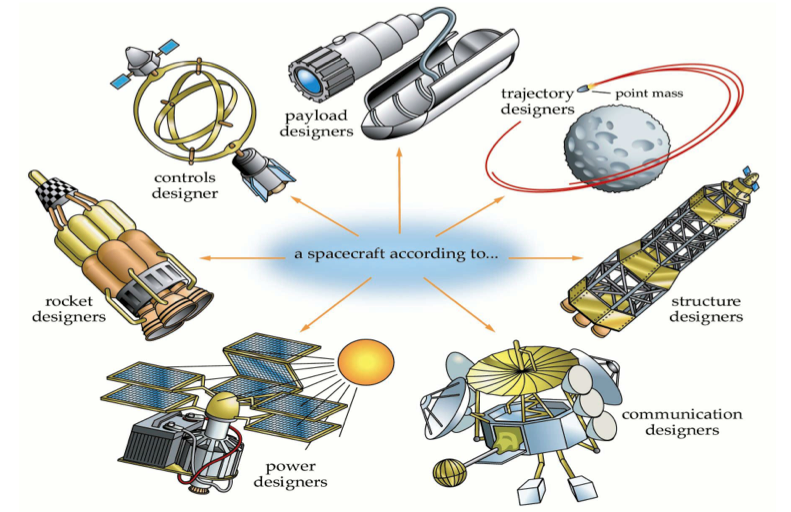 payload
designers
trajectory
designers
point mass
controls
designer
a spacecraft according to...
rocket
designers
structure
designers
communication
designers
power
designers